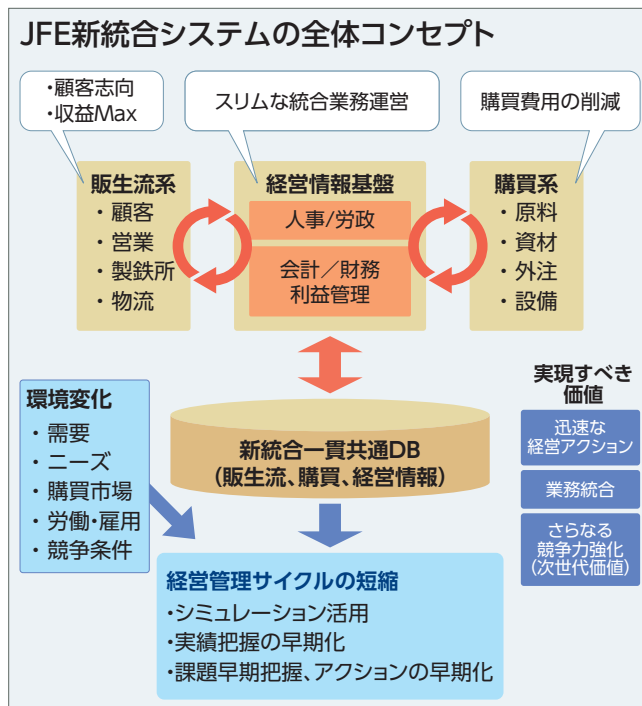 JFE新統合システムの全体コンセプト
・顧客志向
・収益Max
スリムな統合業務運営
購買費用の削減
販生流系
・顧客
・営業
・製鉄所
・物流
経営情報基盤
人事/労政
会計／財務
利益管理
購買系
・原料
・資材
・外注
・設備
環境変化
・需要
・ニーズ
・購買市場
・労働・雇用
・競争条件
新統合一貫共通DB
（販生流、購買、経営情報）
実現すべき
価値
迅速な
経営アクション
業務統合
さらなる
競争力強化
（次世代価値）
経営管理サイクルの短縮
・シミュレーション活用
・実績把握の早期化
・課題早期把握、アクションの早期化